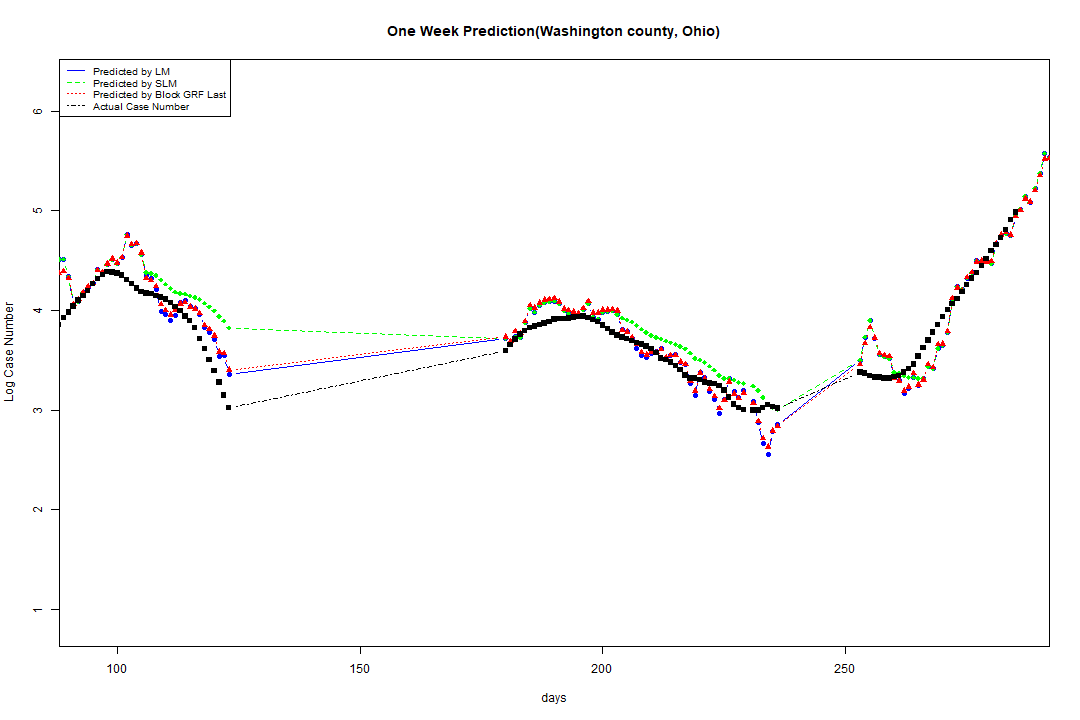 One Week Prediction(Washington county, Ohio)
Predicted by LM
Predicted by SLM
Predicted by Block GRF Last
Actual Case Number
Log Case Number
6
5
4
3
2
1
100
150
200
250
days